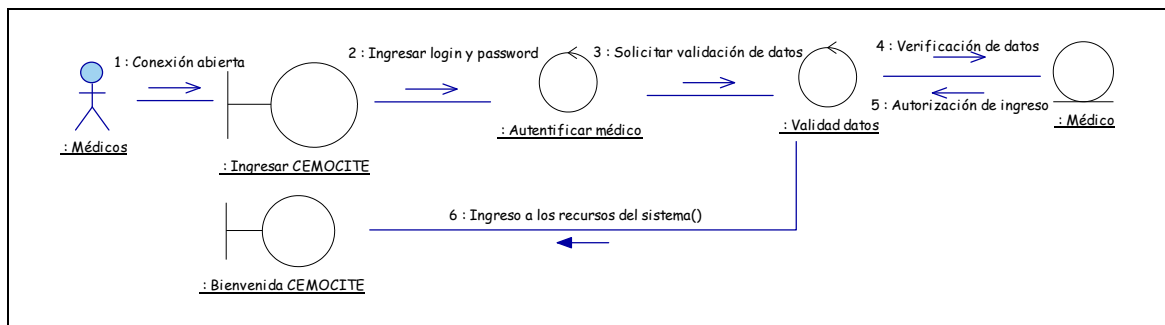 1 : Conexión abierta
2 : Ingresar login y password
3 : Solicitar validación de datos
4 : Verificación de datos
5 : Autorización de ingreso
: Médicos
: Ingresar CEMOCITE
: Autentificar médico
: Validad datos
: Médico
6 : Ingreso a los recursos del sistema()
: Bienvenida CEMOCITE